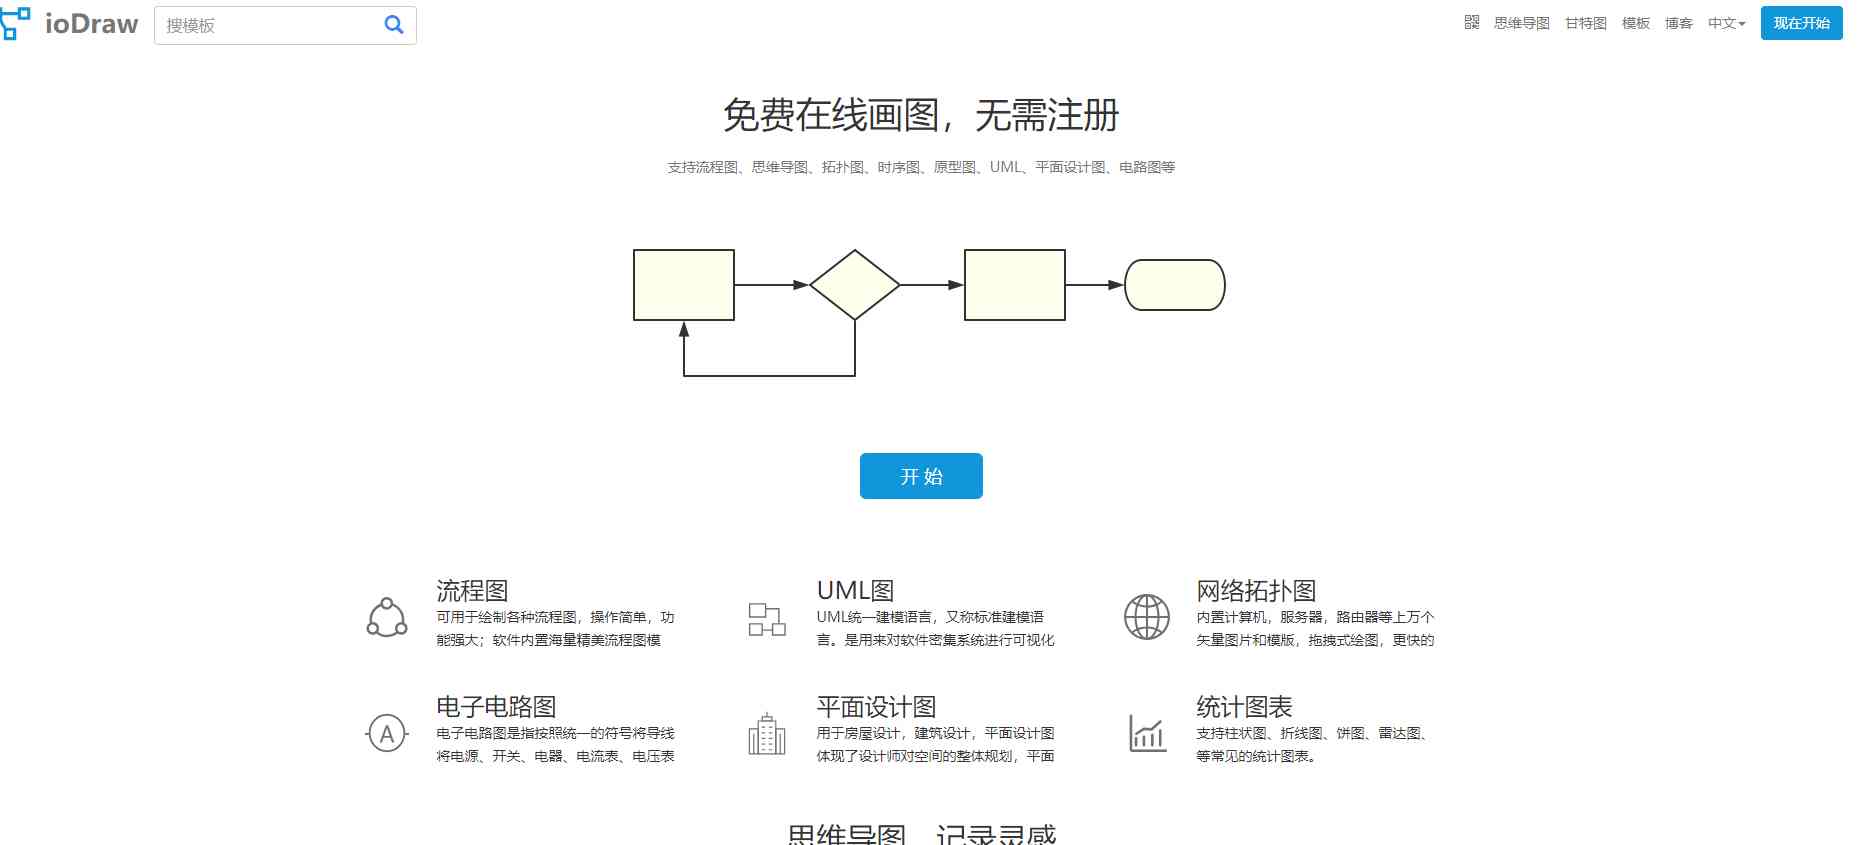 ioDraw
搜模板
思维导图
甘特图
模板
博客
中文
现在开始
免费在线画图，无需注册
支持流程图、思维导图、拓扑图、时序图、原型图、UML、平面设计图、电路图等
开 始
流程图
可用于绘制各种流程图，操作简单，功
能强大；软件内置海量精美流程图模
UML图
UML统一建模语言，又称标准建模语
言。是用来对软件密集系统进行可视化
网络拓扑图
内置计算机，服务器，路由器等上万个
矢量图片和模版，拖拽式绘图，更快的
电子电路图
电子电路图是指按照统一的符号将导线
将电源、开关、电器、电流表、电压表
平面设计图
用于房屋设计，建筑设计，平面设计图
体现了设计师对空间的整体规划，平面
统计图表
支持柱状图、折线图、饼图、雷达图、
等常见的统计图表。
思维导图，记录灵感